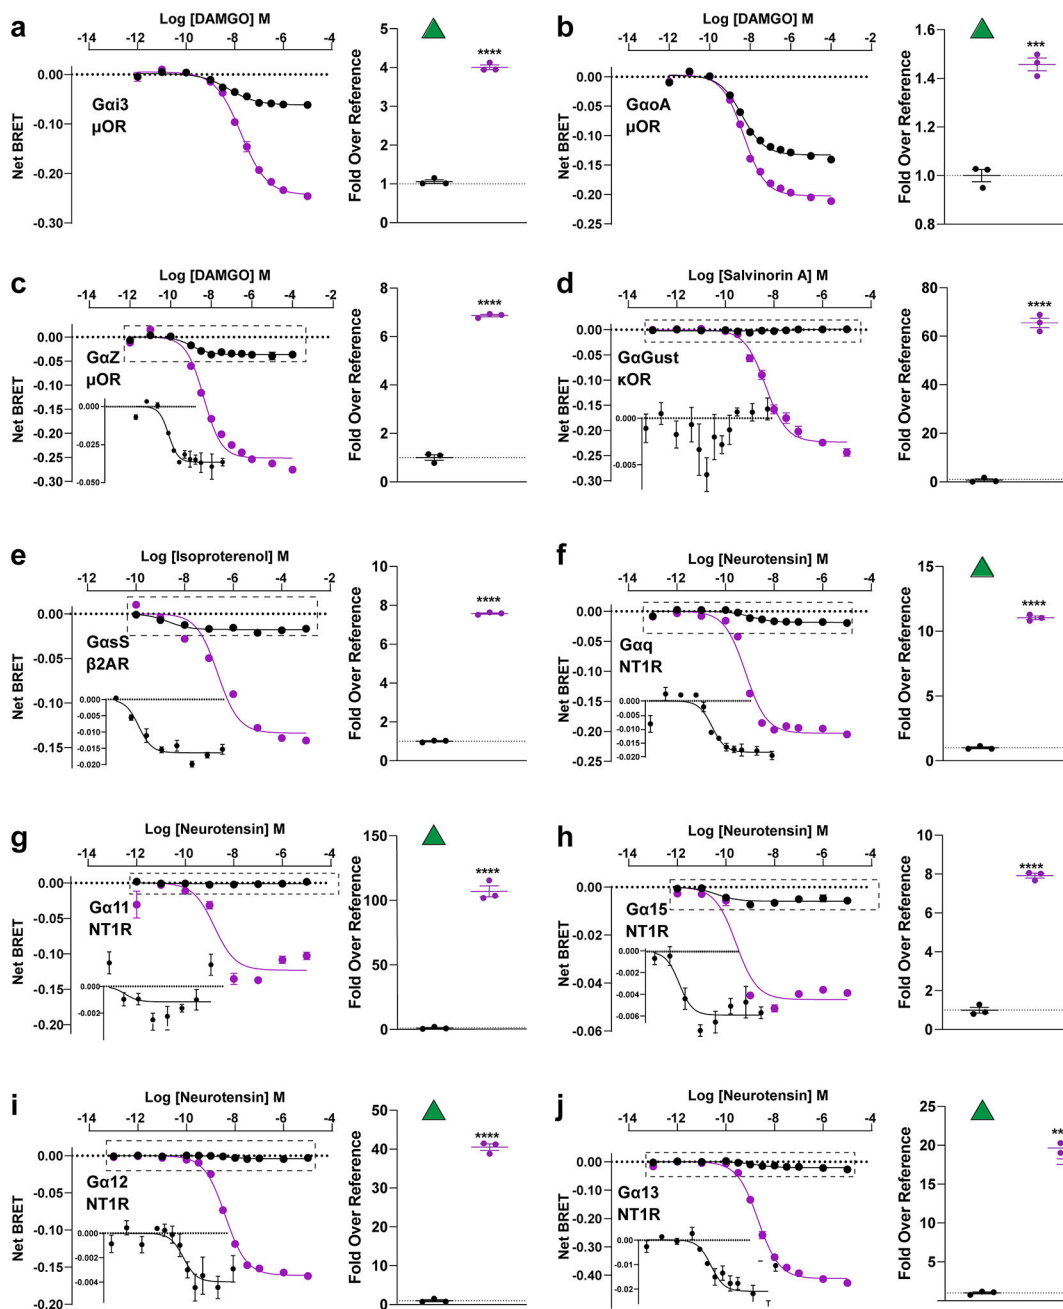 a
Log [DAMGO] M
-14 -12 -10 -8 -6 -4
0.00
-0.10
-0.20
-0.30
Net BRET
Gαi3
μOR
Fold Over Reference
5
4
3
2
1
0
****
b
Log [DAMGO] M
-14 -12 -10 -8 -6 -4 -2
0.00
-0.05
-0.10
-0.15
-0.20
-0.25
Net BRET
GαoA
μOR
Fold Over Reference
1.6
1.4
1.2
1.0
0.8
***
c
Log [DAMGO] M
-14 -12 -10 -8 -6 -4 -2
0.00
-0.05
-0.10
-0.15
-0.20
-0.25
-0.30
Net BRET
GαZ
μOR
0.000
-0.025
-0.050
Fold Over Reference
8
6
4
2
0
****
d
Log [Salvinorin A] M
-14 -12 -10 -8 -6 -4
0.00
-0.05
-0.10
-0.15
-0.20
-0.25
-0.30
Net BRET
GαGust
κOR
0.000
-0.005
Fold Over Reference
80
60
40
20
0
****
e
Log [Isoproterenol] M
-12 -10 -8 -6 -4 -2
0.00
-0.05
-0.10
-0.15
Net BRET
GαsS
β2AR
0.000
-0.005
-0.010
-0.015
-0.020
Fold Over Reference
10
8
6
4
2
0
****
f
Log [Neurotensin] M
-14 -12 -10 -8 -6 -4
0.00
-0.05
-0.10
-0.15
-0.20
-0.25
Net BRET
Gαq
NT1R
0.000
-0.005
-0.010
-0.015
-0.020
Fold Over Reference
15
10
5
0
****
g
Log [Neurotensin] M
-14 -12 -10 -8 -6 -4
0.00
-0.05
-0.10
-0.15
-0.20
Net BRET
Gα11
NT1R
0.000
-0.002
Fold Over Reference
150
100
50
0
****
h
Log [Neurotensin] M
-14 -12 -10 -8 -6 -4
0.00
-0.02
-0.04
-0.06
Net BRET
Gα15
NT1R
0.000
-0.002
-0.004
-0.006
Fold Over Reference
10
8
6
4
2
0
****
i
Log [Neurotensin] M
-14 -12 -10 -8 -6 -4
0.00
-0.05
-0.10
-0.15
-0.20
Net BRET
Gα12
NT1R
0.000
-0.002
-0.004
Fold Over Reference
50
40
30
20
10
0
****
j
Log [Neurotensin] M
-14 -12 -10 -8 -6 -4
0.00
-0.10
-0.20
-0.30
-0.40
Net BRET
Gα13
NT1R
0.00
-0.01
-0.02
Fold Over Reference
25
20
15
10
5